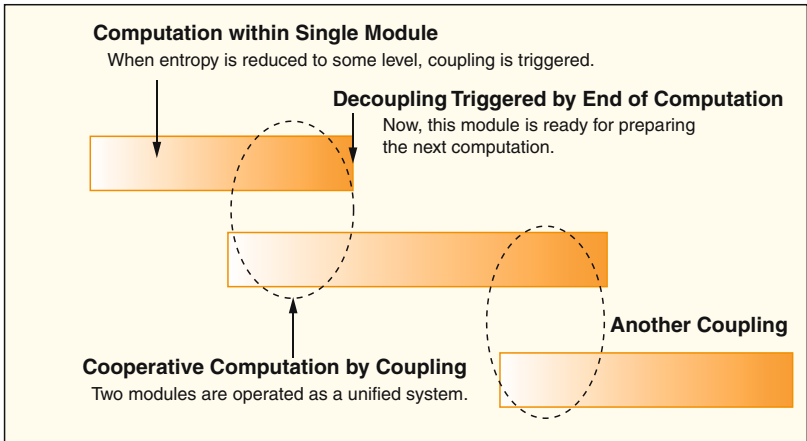 Computation within Single Module
When entropy is reduced to some level, coupling is triggered.
Decoupling Triggered by End of Computation
Now, this module is ready for preparing
the next computation.
Another Coupling
Cooperative Computation by Coupling
Two modules are operated as a unified system.